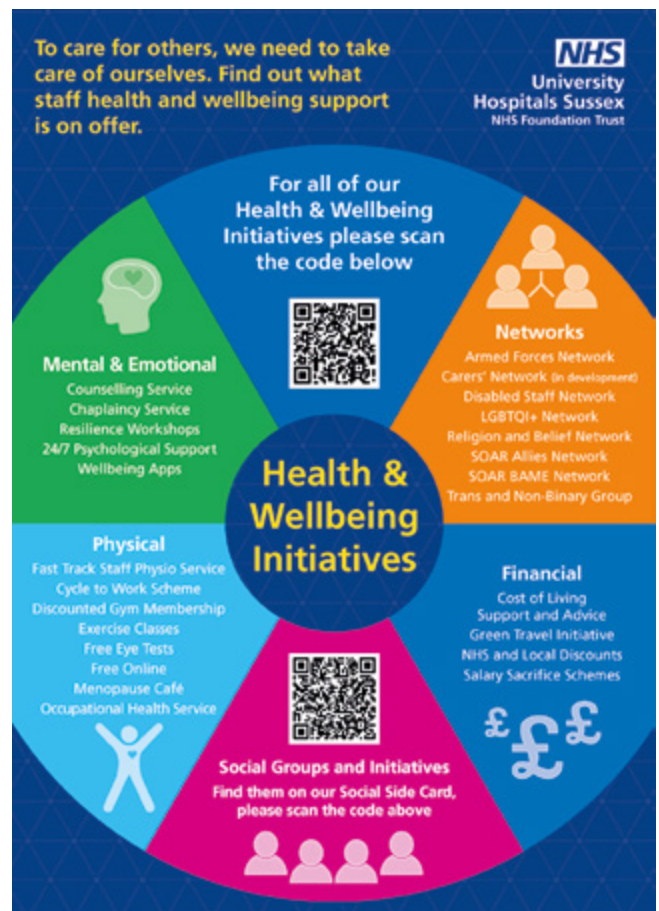 To care for others, we need to take
care of ourselves. Find out what
staff health and wellbeing support
is on offer.
NHS
University
Hospitals Sussex
NHS Foundation Trust
For all of our
Health & Wellbeing
Initiatives please scan
the code below
Mental & Emotional
Counselling Service
Chaplaincy Service
Resilience Workshops
24/7 Psychological Support
Wellbeing Apps
Networks
Armed Forces Network
Carers' Network (in development)
Disabled Staff Network
LGBTQI+ Network
Religion and Belief Network
SOAR Allies Network
SOAR BAME Network
Trans and Non-Binary Group
Health &
Wellbeing
Initiatives
Physical
Fast Track Staff Physio Service
Cycle to Work Scheme
Discounted Gym Membership
Exercise Classes
Free Eye Tests
Free Online
Menopause Café
Occupational Health Service
Financial
Cost of Living
Support and Advice
Green Travel Initiative
NHS and Local Discounts
Salary Sacrifice Schemes
£ £ £
Social Groups and Initiatives
Find them on our Social Side Card,
please scan the code above